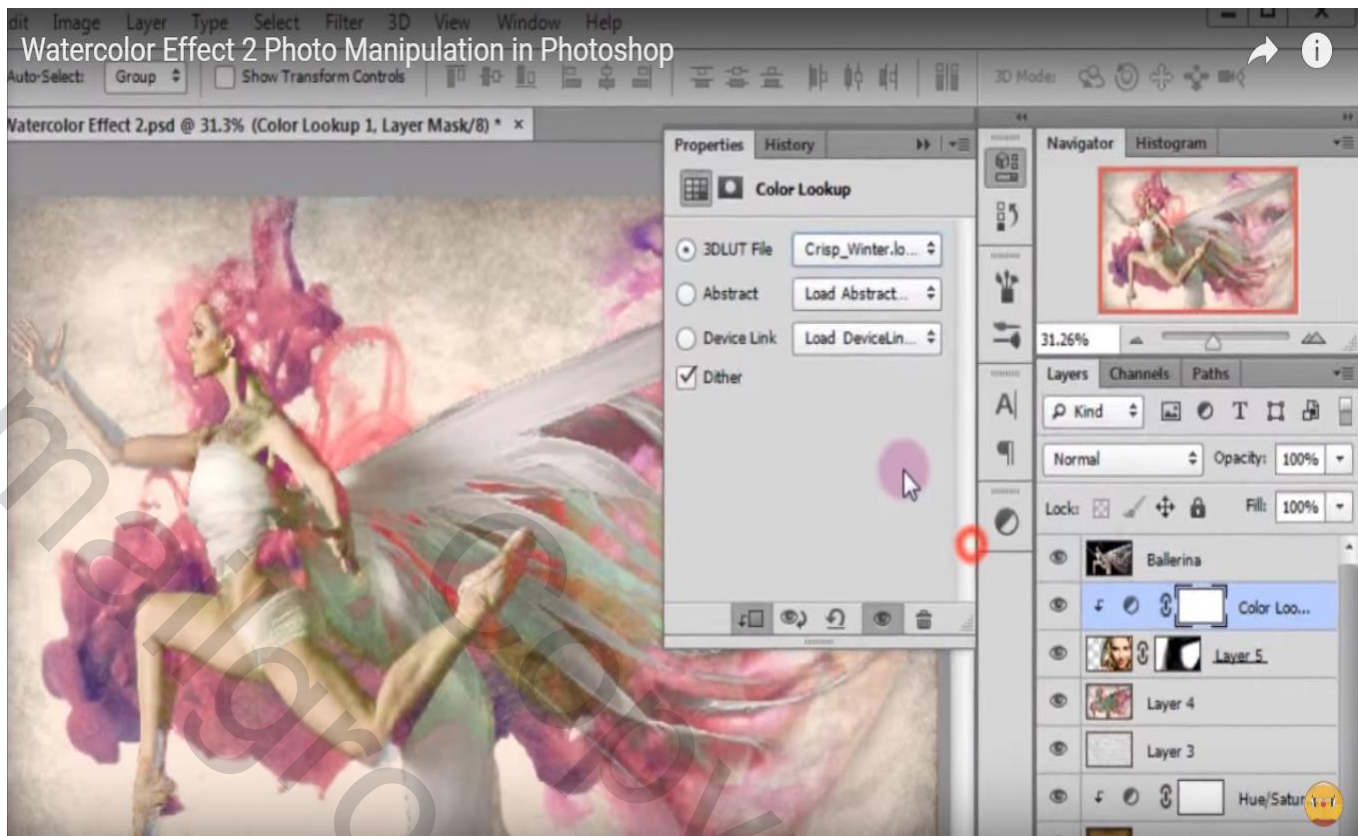 dit Image Layer Type Select Filter 3D View Window Help
Watercolor Effect 2 Photo Manipulation in Photoshop
Auto-Select: Group Show Transform Controls 3D Mode:
Watercolor Effect 2.psd @ 31.3% (Color Lookup 1, Layer Mask/8) * ×
Properties History
Color Lookup
3DLUT File Crisp_Winter.lo...
Abstract Load Abstract...
Device Link Load DeviceLin...
Dither
Navigator Histogram
31.26%
Layers Channels Paths
Kind
Normal Opacity: 100%
Lock: Fill: 100%
Ballerina
Color Loo...
Layer 5
Layer 4
Layer 3
Hue/Satur